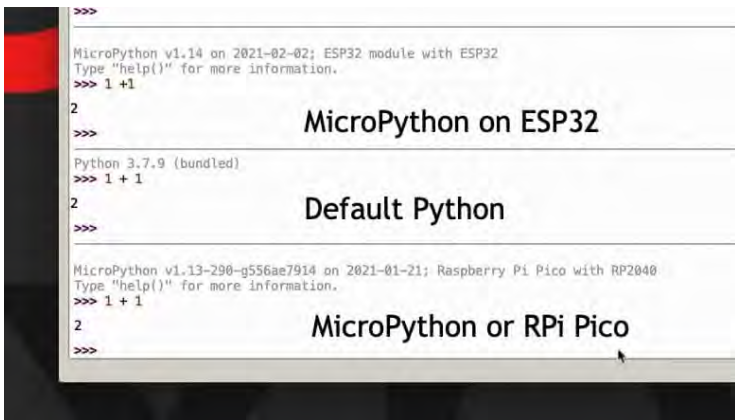 >>>
MicroPython v1.14 on 2021-02-02; ESP32 module with ESP32
Type "help()" for more information.
>>> 1 +1
2
MicroPython on ESP32
>>>
Python 3.7.9 (bundled)
>>> 1 + 1
2
Default Python
>>>
MicroPython v1.13-290-g556ae7914 on 2021-01-21; Raspberry Pi Pico with RP2040
Type "help()" for more information.
>>> 1 + 1
2
MicroPython or RPi Pico
>>>